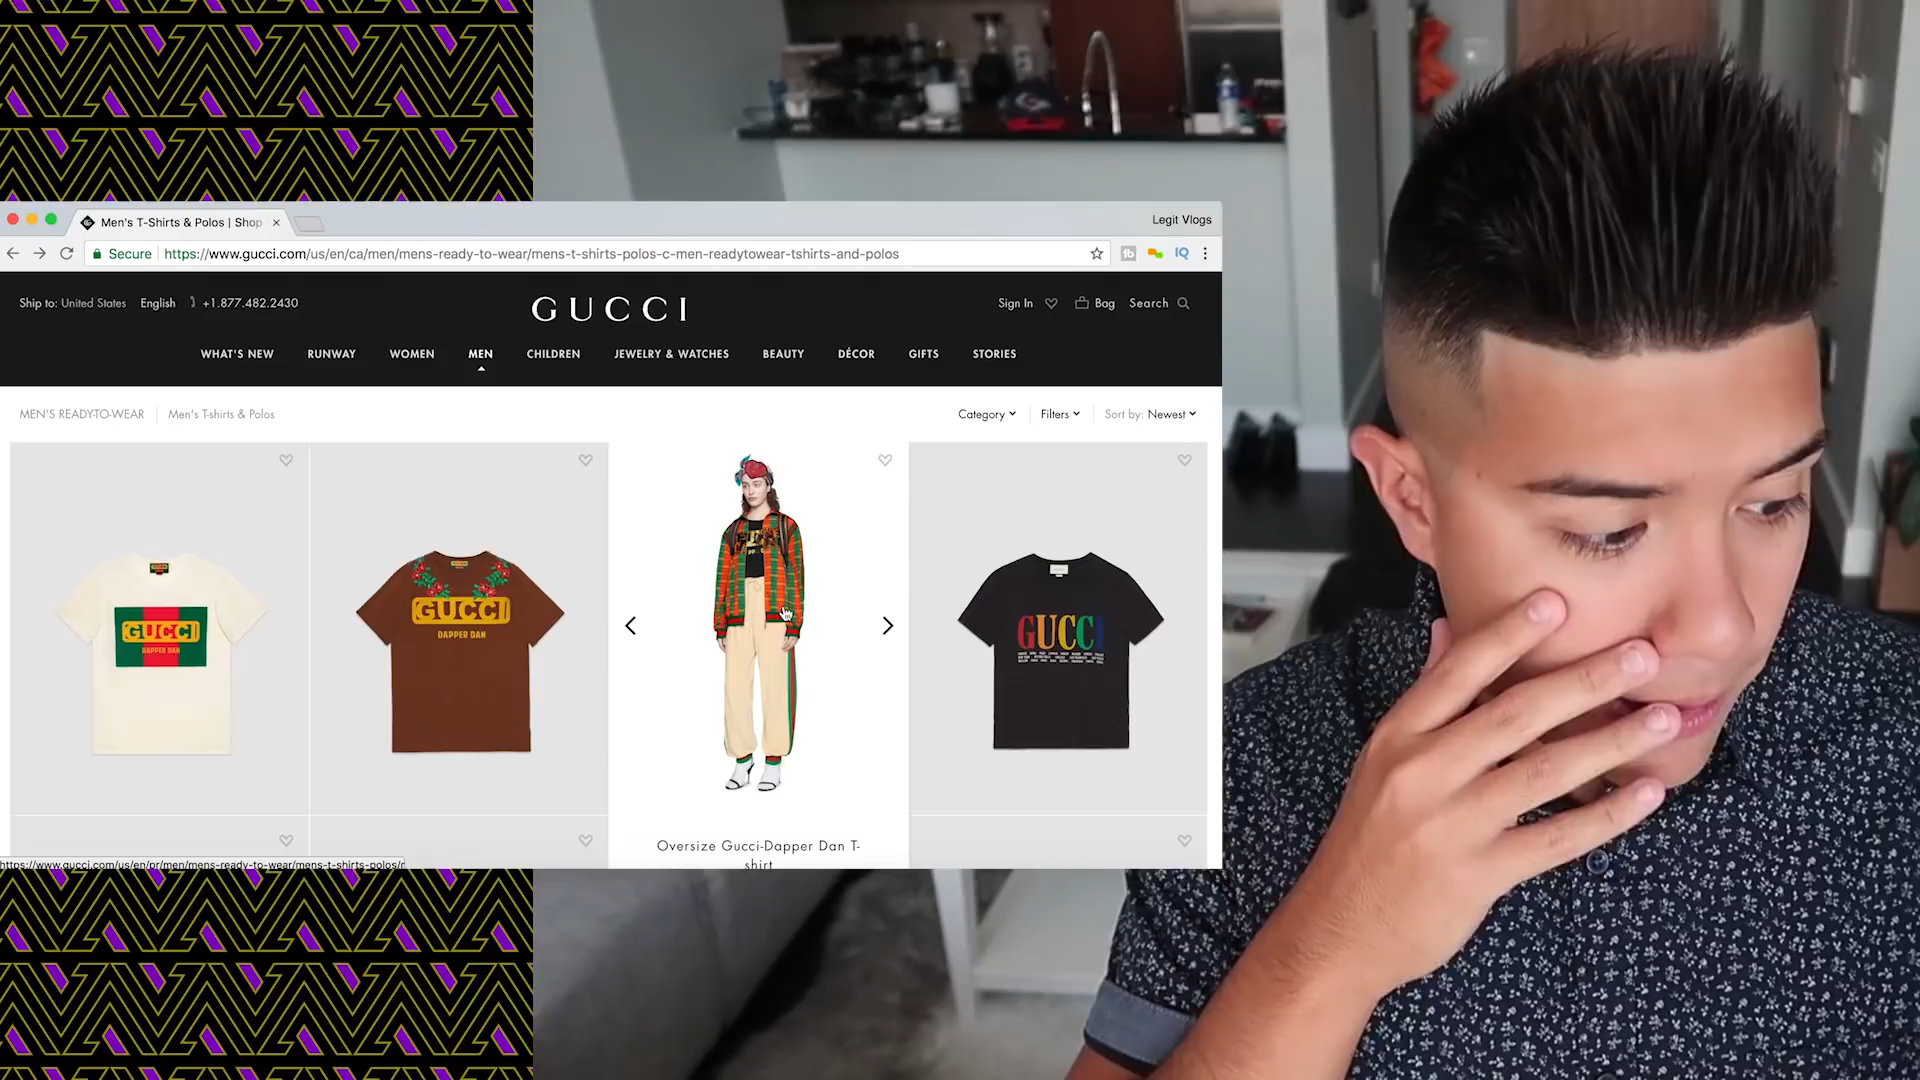 Men's T-Shirts & Polos | Shop
Legit Vlogs
Secure https://www.gucci.com/us/en/ca/men/mens-ready-to-wear/mens-t-shirts-polos-c-men-readytowear-tshirts-and-polos
Ship to: United States English +1.877.482.2430
GUCCI
Sign In Bag Search
WHAT'S NEW RUNWAY WOMEN MEN CHILDREN JEWELRY & WATCHES BEAUTY DÉCOR GIFTS STORIES
MEN'S READY-TO-WEAR Men's T-shirts & Polos
Category Filters Sort by: Newest
GUCCI
DAPPER DAN
GUCCI
DAPPER DAN
GUCCI
Oversize Gucci-Dapper Dan T-
shirt
https://www.gucci.com/us/en/pr/men/mens-ready-to-wear/mens-t-shirts-polos/